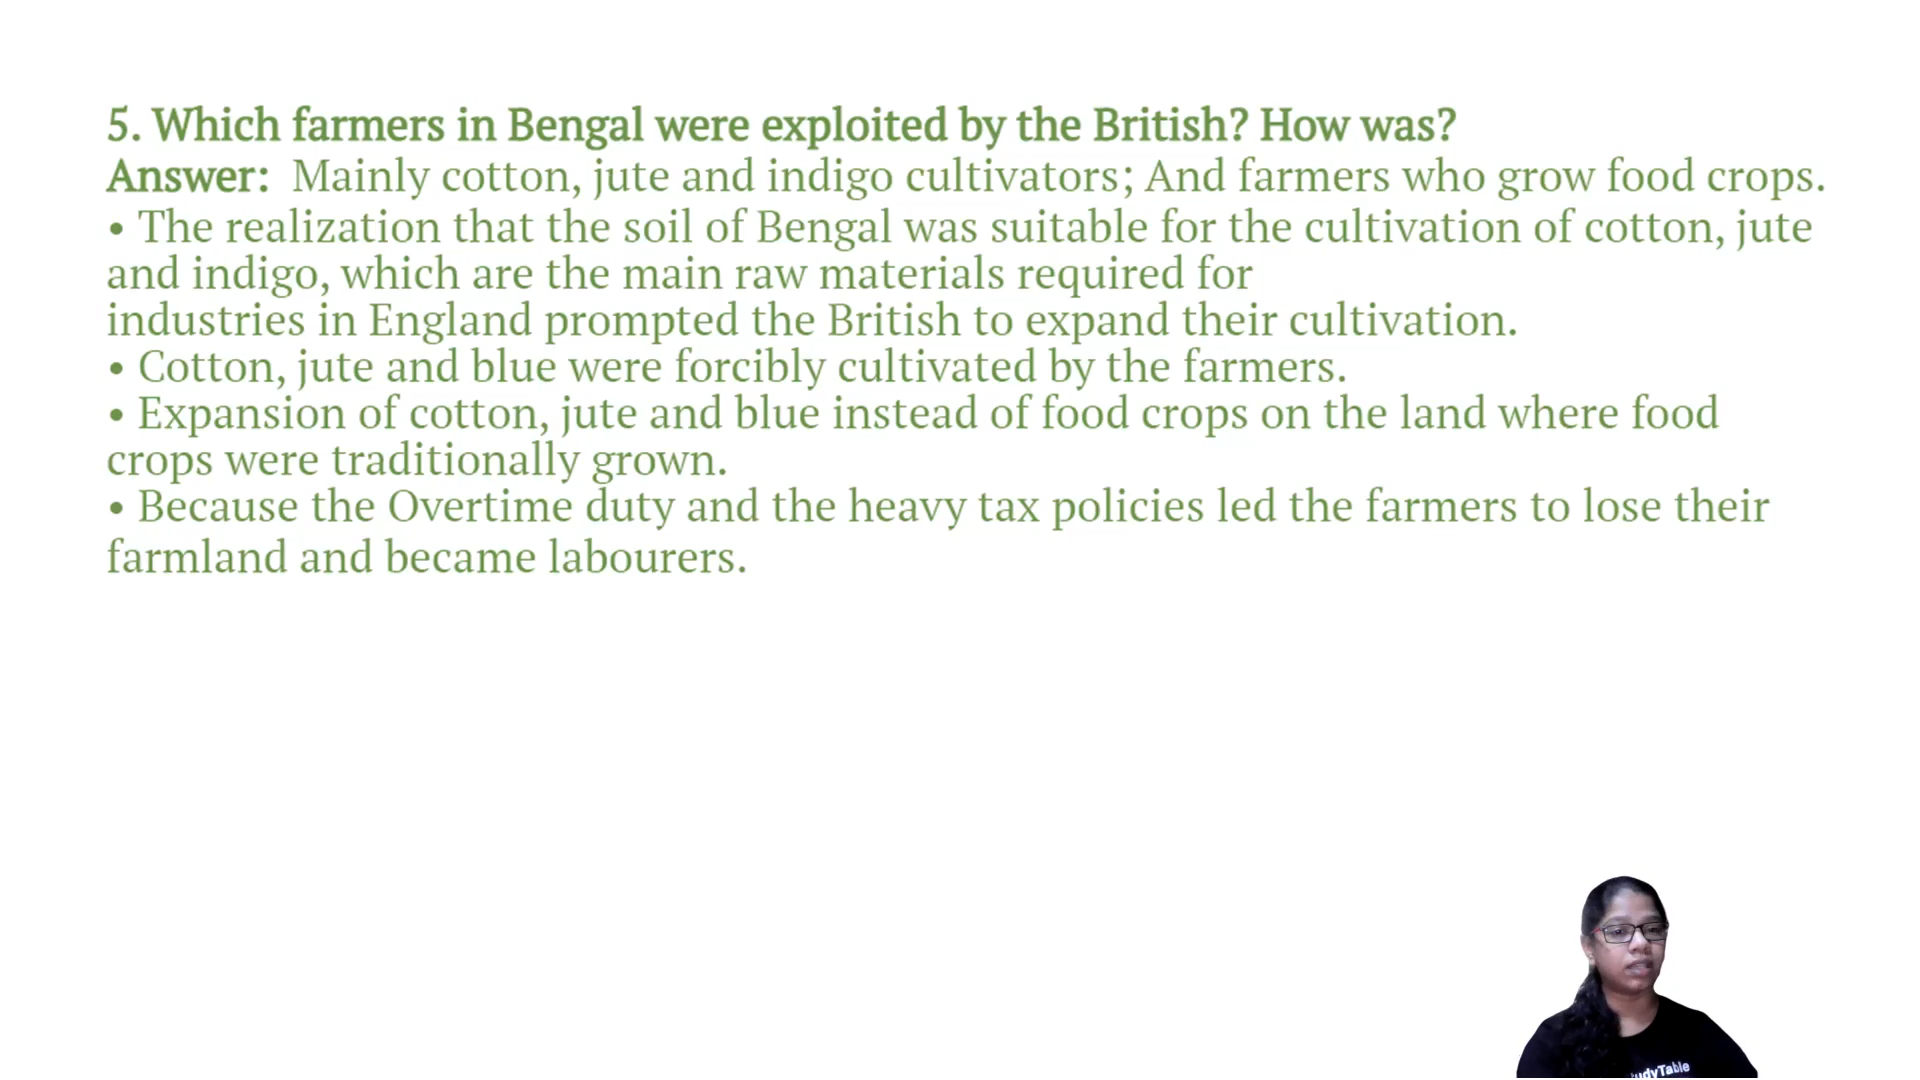 5. Which farmers in Bengal were exploited by the British? How was?
Answer: Mainly cotton, jute and indigo cultivators; And farmers who grow food crops.
• The realization that the soil of Bengal was suitable for the cultivation of cotton, jute
and indigo, which are the main raw materials required for
industries in England prompted the British to expand their cultivation.
• Cotton, jute and blue were forcibly cultivated by the farmers.
• Expansion of cotton, jute and blue instead of food crops on the land where food
crops were traditionally grown.
• Because the Overtime duty and the heavy tax policies led the farmers to lose their
farmland and became labourers.
udyTable